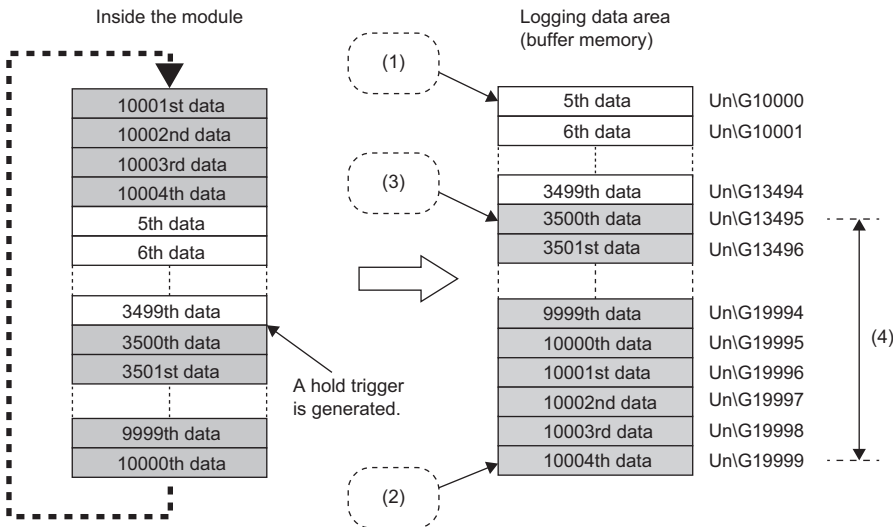 Inside the module
10001st data
10002nd data
10003rd data
10004th data
5th data
6th data
3499th data
3500th data
3501st data
9999th data
10000th data
A hold trigger
is generated.
Logging data area
(buffer memory)
(1)
5th data Un\G10000
6th data Un\G10001
(3)
3499th data Un\G13494
3500th data Un\G13495
3501st data Un\G13496
9999th data Un\G19994
10000th data Un\G19995
10001st data Un\G19996
10002nd data Un\G19997
10003rd data Un\G19998
10004th data Un\G19999
(4)
(2)